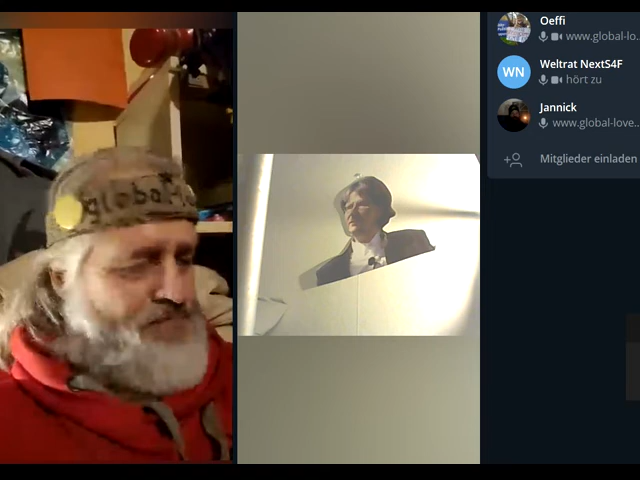 global
Oeffi
www.global-lo...
WN
Weltrat NextS4F
hört zu
Jannick
www.global-love...
Mitglieder einladen